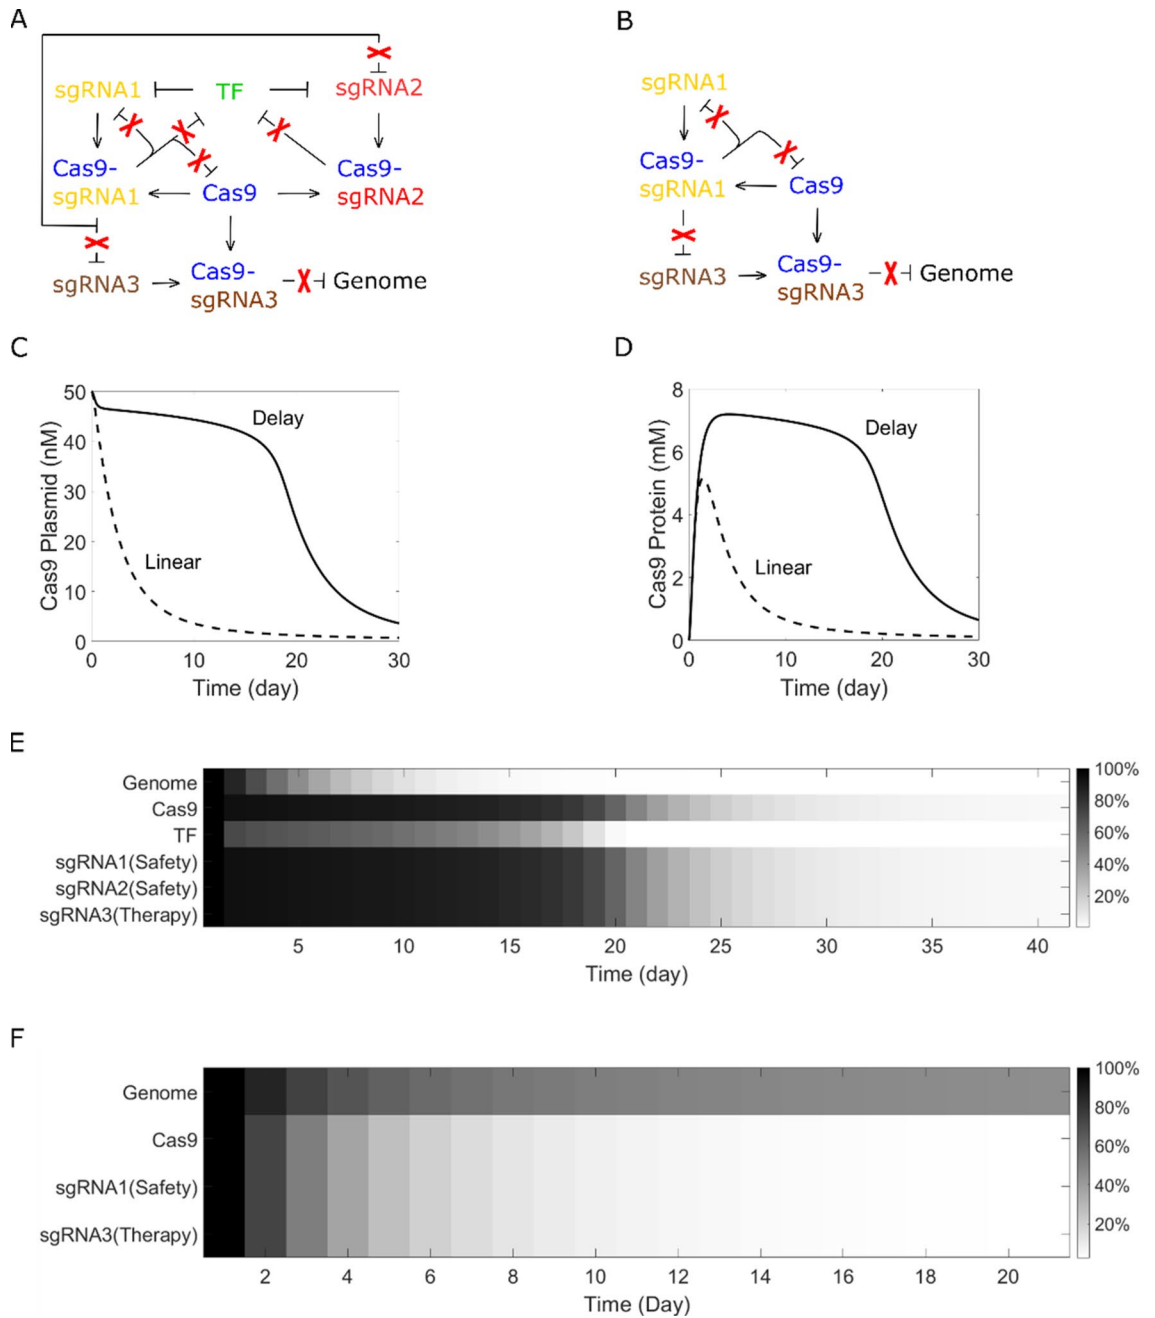 A
sgRNA1
TF
sgRNA2
Cas9-
sgRNA1
Cas9
Cas9-
sgRNA2
sgRNA3
Cas9-
sgRNA3
Genome
B
sgRNA1
Cas9-
sgRNA1
Cas9
sgRNA3
Cas9-
sgRNA3
Genome
C
Cas9 Plasmid (nM)
50
40
30
20
10
0
Delay
Linear
0 10 20 30
Time (day)
D
Cas9 Protein (mM)
8
6
4
2
0
Delay
Linear
0 10 20 30
Time (day)
E
Genome
Cas9
TF
sgRNA1(Safety)
sgRNA2(Safety)
sgRNA3(Therapy)
100%
80%
60%
40%
20%
5 10 15 20 25 30 35 40
Time (day)
F
Genome
Cas9
sgRNA1(Safety)
sgRNA3(Therapy)
100%
80%
60%
40%
20%
2 4 6 8 10 12 14 16 18 20
Time (Day)